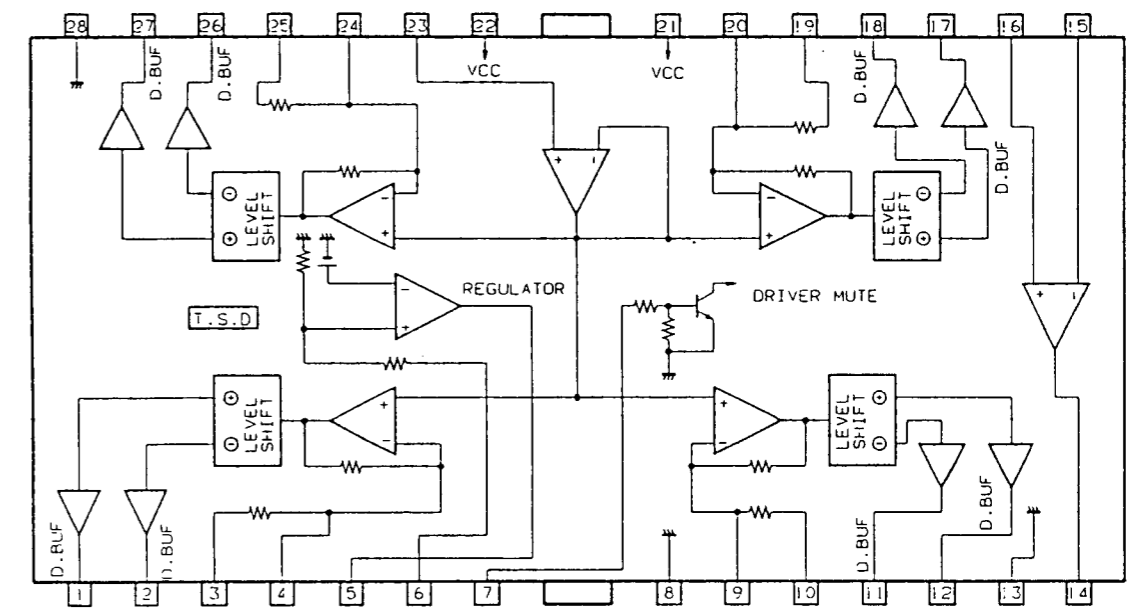 28 27 26 25 24 23 22 21 20 19 18 17 16 15
D.BUF
D.BUF
VCC
VCC
D.BUF
D.BUF
+ −
⊖
⊕
LEVEL
SHIFT
−
+
−
+
LEVEL
SHIFT
⊖
⊕
−
+
REGULATOR
DRIVER MUTE
+ −
T.S.D
⊕
⊖
LEVEL
SHIFT
+
−
+
−
LEVEL
SHIFT
⊕
⊖
D.BUF
D.BUF
D.BUF
D.BUF
1 2 3 4 5 6 7 8 9 10 11 12 13 14